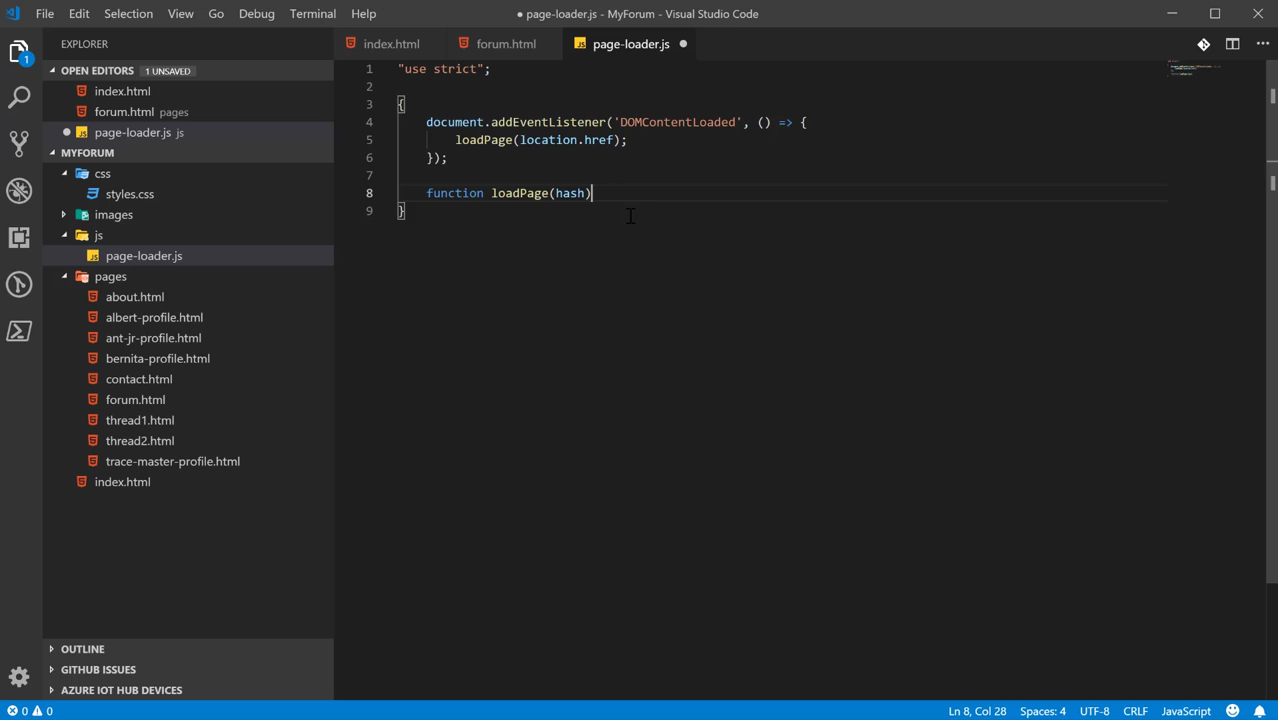 File Edit Selection View Go Debug Terminal Help
● page-loader.js - MyForum - Visual Studio Code
EXPLORER
OPEN EDITORS 1 UNSAVED
index.html
forum.html pages
page-loader.js js
MYFORUM
css
styles.css
images
js
page-loader.js
pages
about.html
albert-profile.html
ant-jr-profile.html
bernita-profile.html
contact.html
forum.html
thread1.html
thread2.html
trace-master-profile.html
index.html
OUTLINE
GITHUB ISSUES
AZURE IOT HUB DEVICES
1
index.html forum.html JS page-loader.js
1 "use strict";
2
3 {
4 document.addEventListener('DOMContentLoaded', () => {
5 loadPage(location.href);
6 });
7
8 function loadPage(hash)
9 }
0 0
Ln 8, Col 28 Spaces: 4 UTF-8 CRLF JavaScript